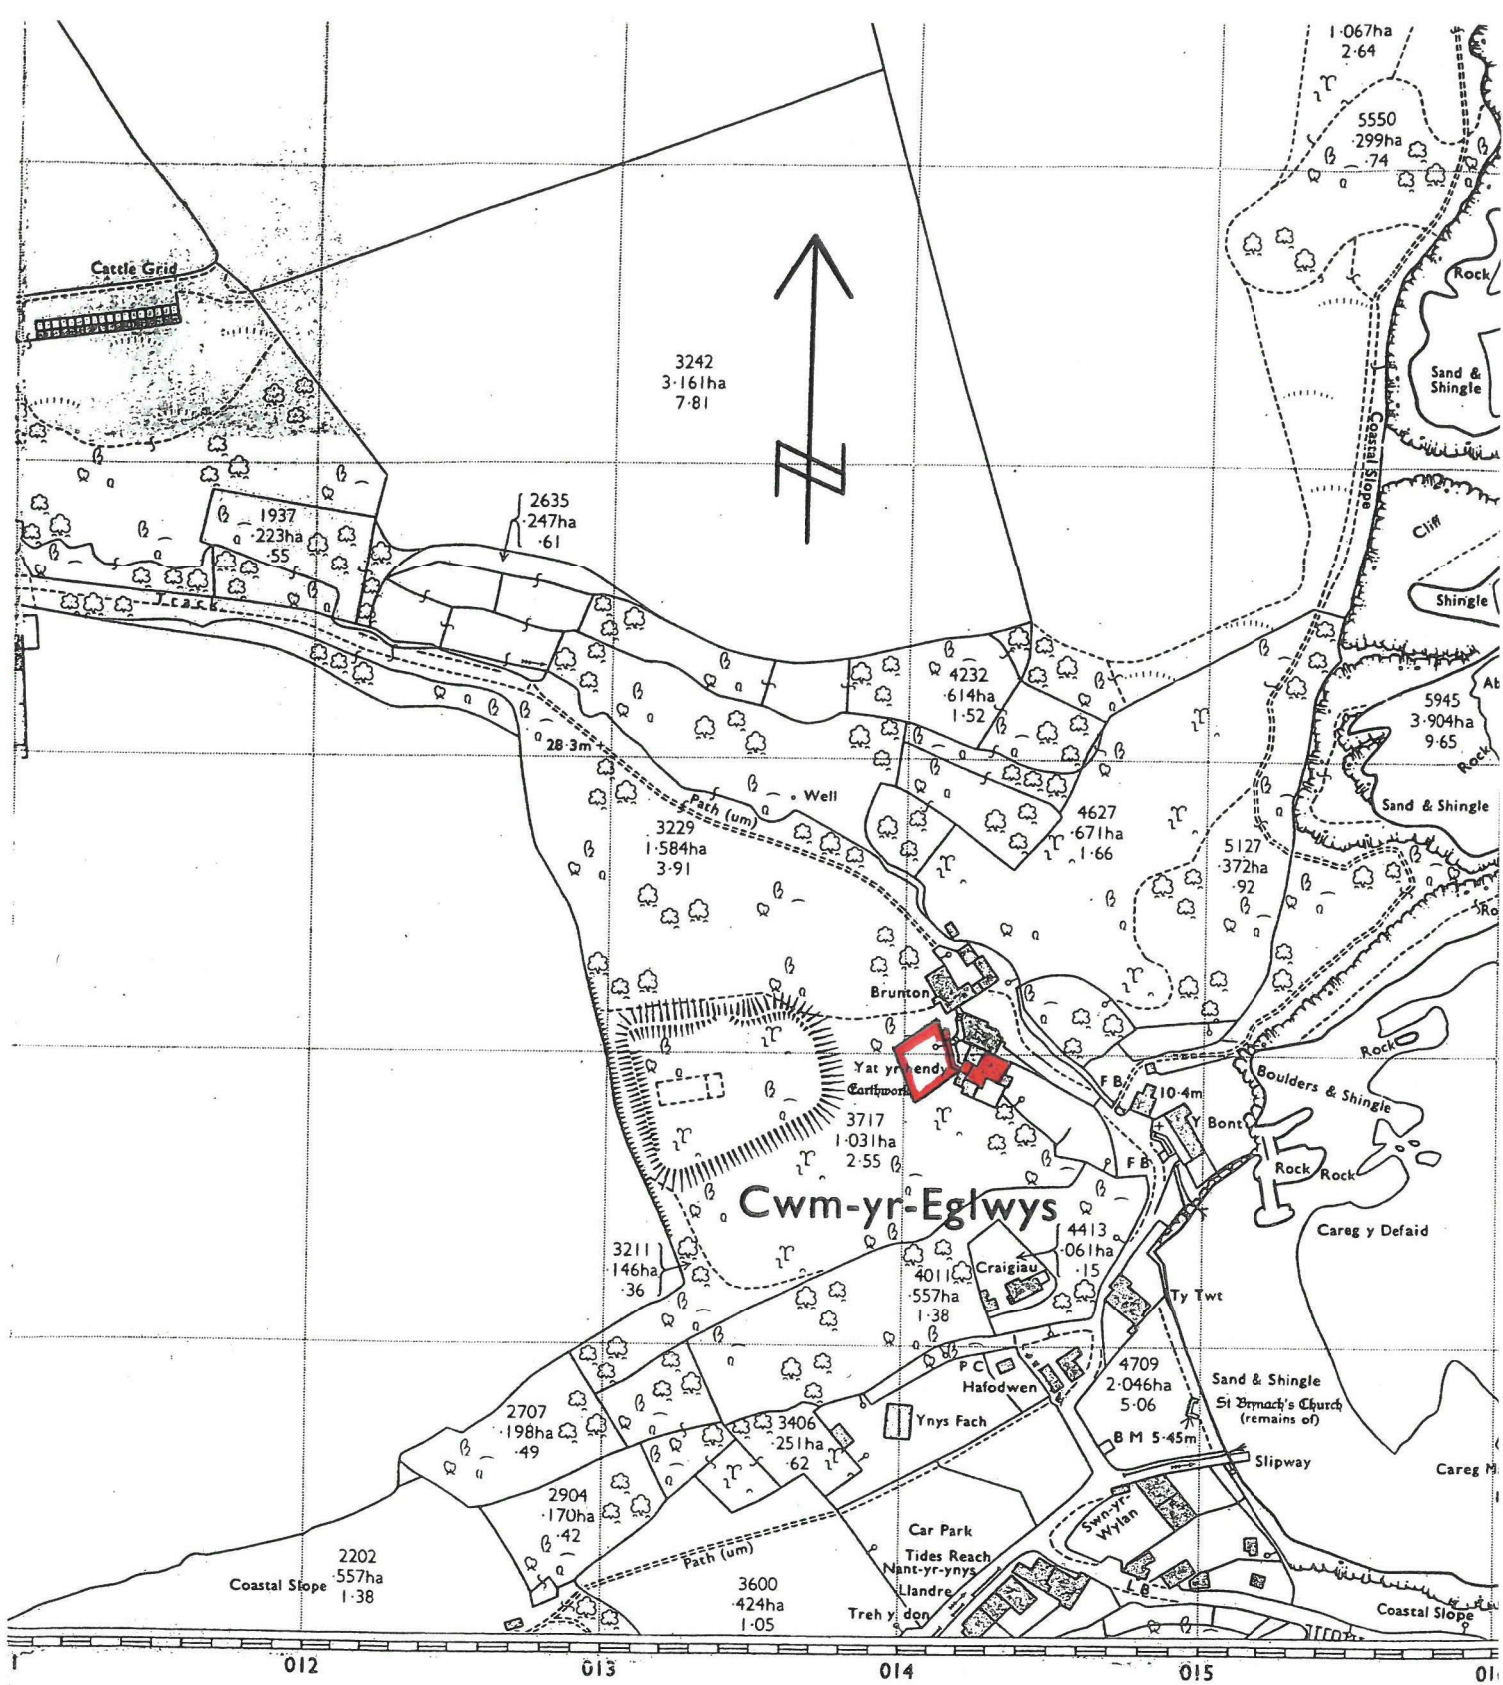 1·067ha
2·64
5550
·299ha
·74
Cattle Grid
Rock
3242
3·161ha
7·81
Sand &
Shingle
Coastal Slope
Cliff
2635
·247ha
·61
1937
·223ha
·55
Track
Shingle
4232
·614ha
1·52
5945
3·904ha
9·65
Rock
28·3m
Well
Path (um)
Sand & Shingle
3229
1·584ha
3·91
4627
·671ha
1·66
5127
·372ha
·92
Brunton
Rock
Yat yr hendy
Earthwork
F B
Boulders & Shingle
10·4m
3717
1·031ha
2·55
Y Bont
F B
Rock
Rock
Cwm-yr-Eglwys
Careg y Defaid
3211
·146ha
·36
4413
·061ha
·15
Craigiau
4011
·557ha
1·38
Ty Twt
P C
Hafodwen
4709
2·046ha
5·06
Sand & Shingle
St Brynach's Church
(remains of)
2707
·198ha
·49
3406
·251ha
·62
Ynys Fach
B M 5·45m
Slipway
Careg
2904
·170ha
·42
Swn-yr-
Wylan
Car Park
Tides Reach
Nant-yr-ynys
Llandre
Treh y don
Path (um)
2202
·557ha
1·38
Coastal Slope
3600
·424ha
1·05
L B
Coastal Slope
012
013
014
015